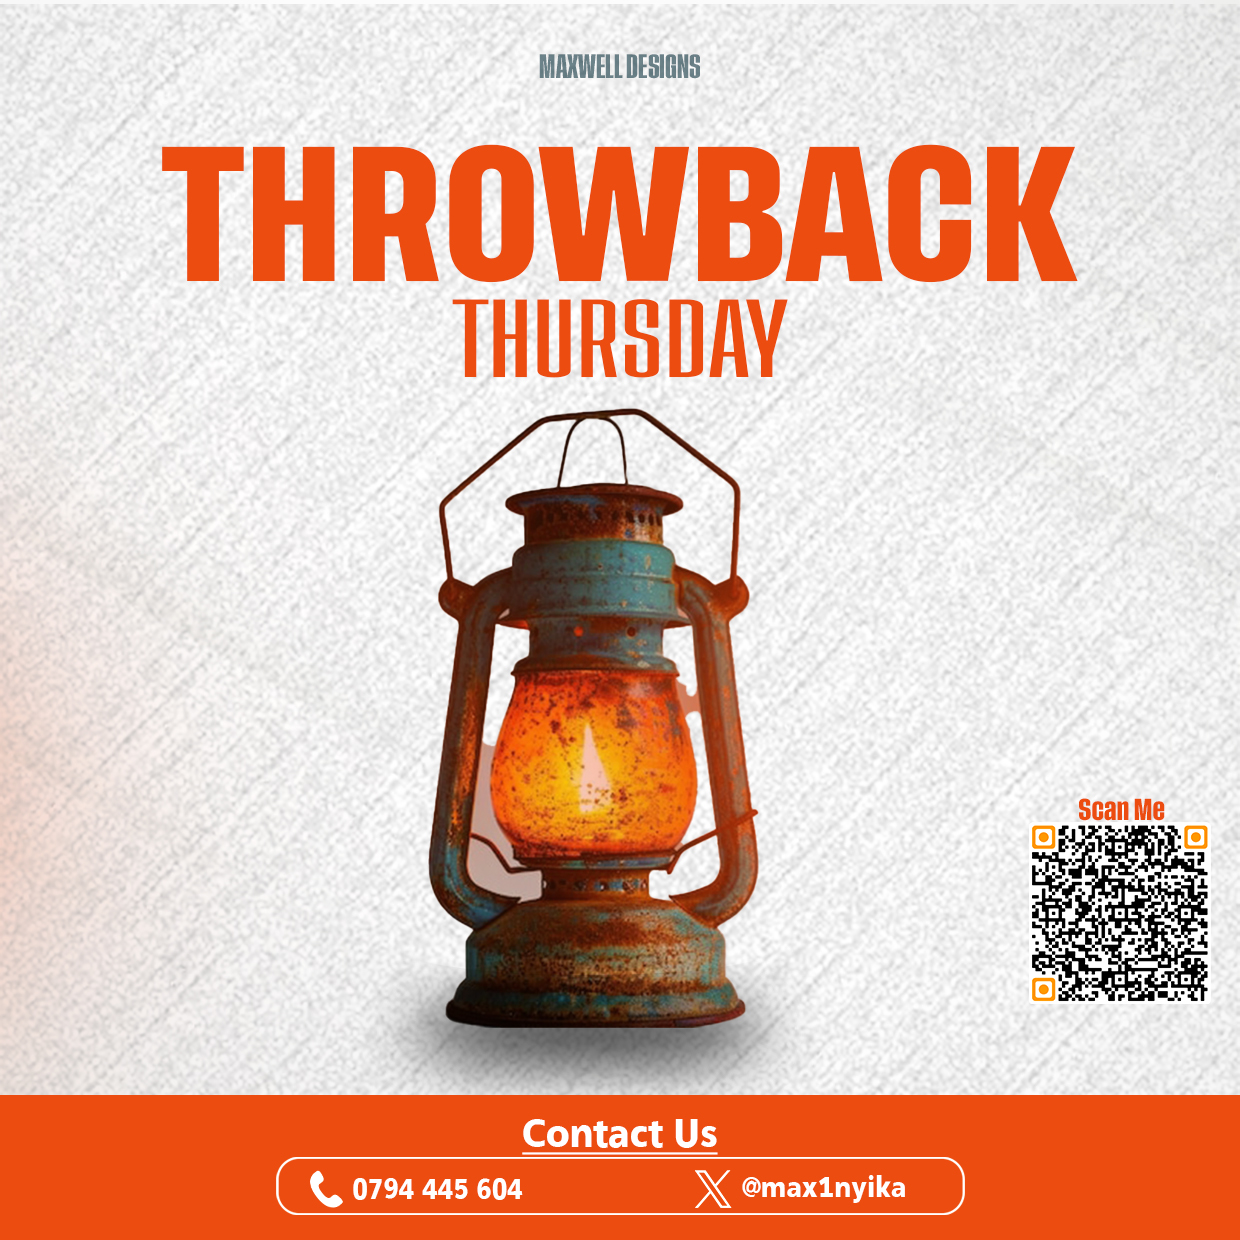 MAXWELL DESIGNS
THROWBACK
THURSDAY
Scan Me
Contact Us
0794 445 604
@max1nyika